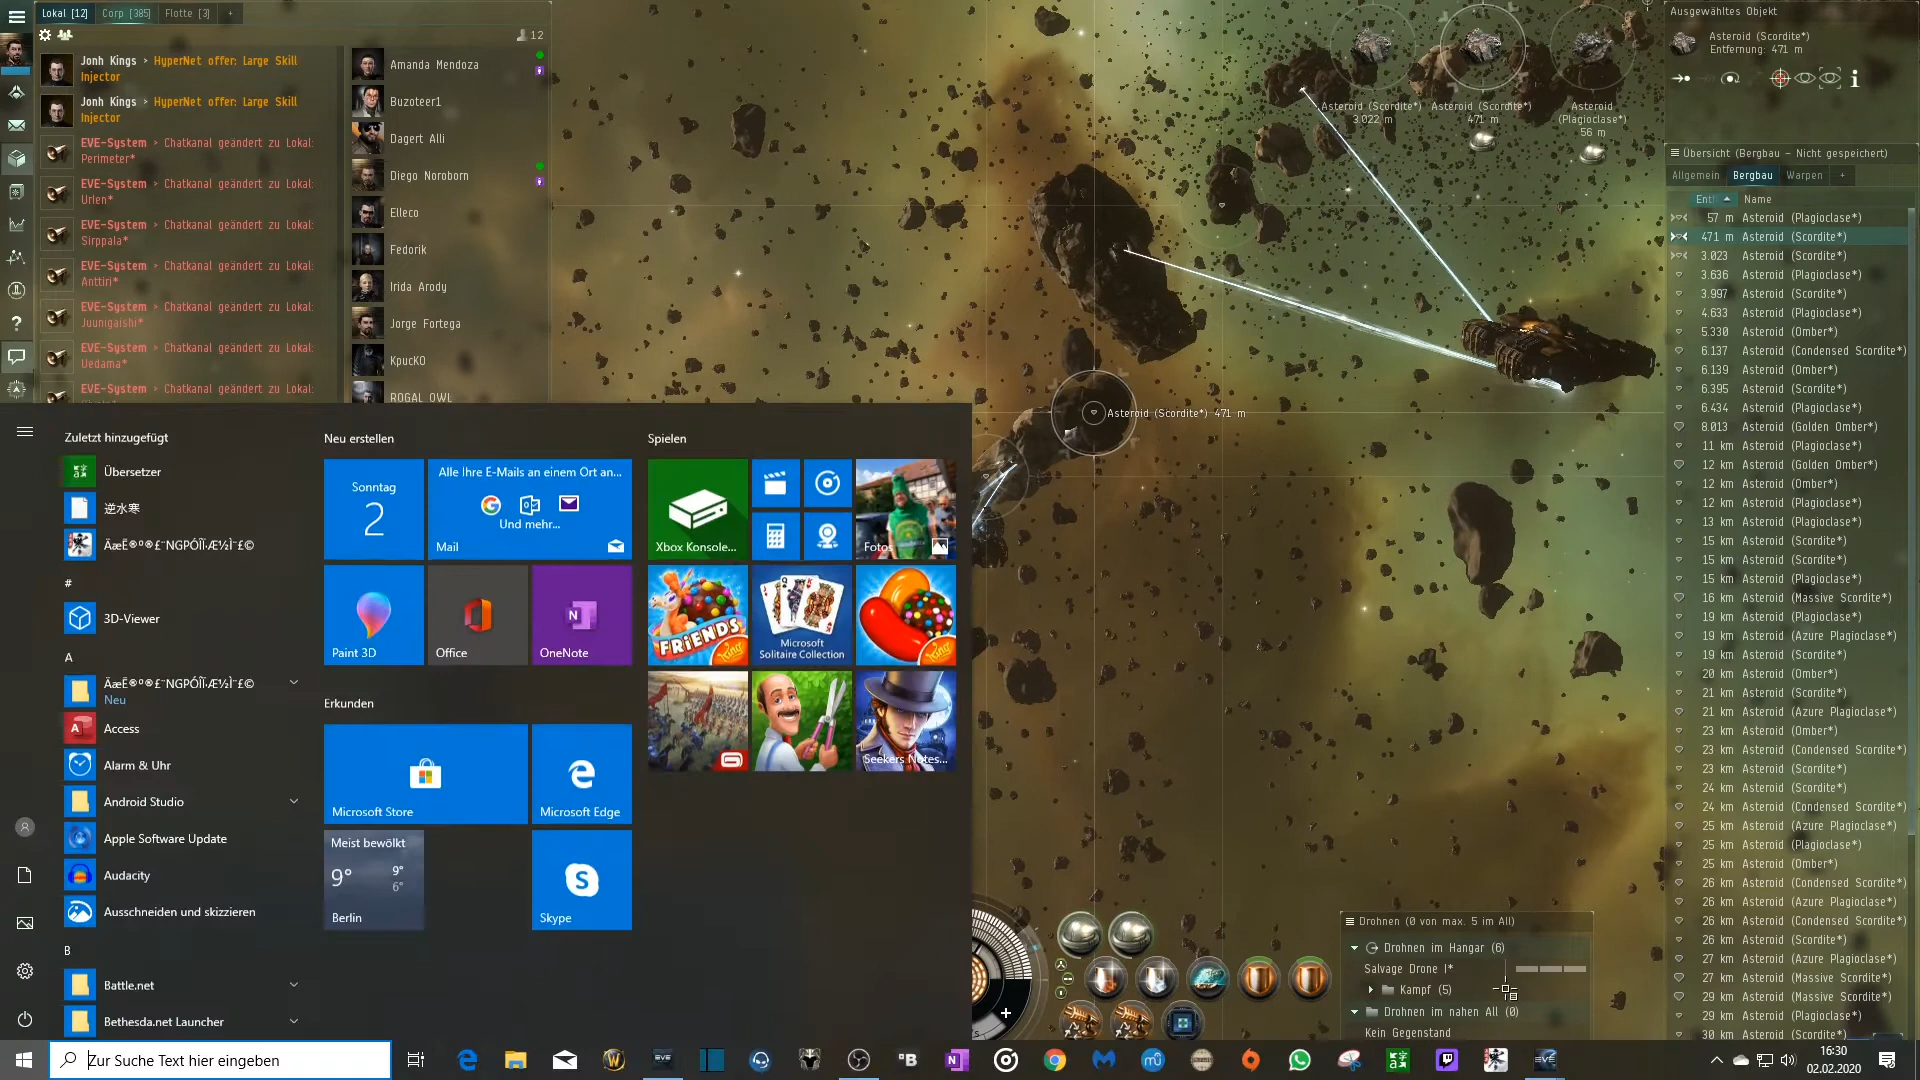 Lokal [12]
Corp [385]
Flotte [3]
+
12
Jonh Kings > HyperNet offer: Large Skill
Injector
Jonh Kings > HyperNet offer: Large Skill
Injector
EVE-System > Chatkanal geändert zu Lokal:
Perimeter*
EVE-System > Chatkanal geändert zu Lokal:
Urlen*
EVE-System > Chatkanal geändert zu Lokal:
Sirppala*
EVE-System > Chatkanal geändert zu Lokal:
Anttiri*
EVE-System > Chatkanal geändert zu Lokal:
Juunigaishi*
EVE-System > Chatkanal geändert zu Lokal:
Uedama*
EVE-System > Chatkanal geändert zu Lokal:
Amanda Mendoza
Buzoteer1
Dagert Alli
Diego Noroborn
Elleco
Fedorik
Irida Arody
Jorge Fortega
KpucKO
ROGAL OWL
Asteroid (Scordite*)
3.022 m
Asteroid (Scordite*)
471 m
Asteroid
(Plagioclase*)
56 m
Asteroid (Scordite*) 471 m
Ausgewähltes Objekt
Asteroid (Scordite*)
Entfernung: 471 m
Übersicht (Bergbau – Nicht gespeichert)
Allgemein
Bergbau
Warpen
+
Entf
Name
57 m Asteroid (Plagioclase*)
471 m Asteroid (Scordite*)
3.023 Asteroid (Scordite*)
3.636 Asteroid (Plagioclase*)
3.997 Asteroid (Scordite*)
4.633 Asteroid (Plagioclase*)
5.330 Asteroid (Omber*)
6.137 Asteroid (Condensed Scordite*)
6.139 Asteroid (Omber*)
6.395 Asteroid (Scordite*)
6.434 Asteroid (Plagioclase*)
8.013 Asteroid (Golden Omber*)
11 km Asteroid (Plagioclase*)
12 km Asteroid (Golden Omber*)
12 km Asteroid (Omber*)
12 km Asteroid (Plagioclase*)
13 km Asteroid (Plagioclase*)
15 km Asteroid (Scordite*)
15 km Asteroid (Scordite*)
15 km Asteroid (Plagioclase*)
16 km Asteroid (Massive Scordite*)
19 km Asteroid (Plagioclase*)
19 km Asteroid (Azure Plagioclase*)
19 km Asteroid (Scordite*)
20 km Asteroid (Omber*)
21 km Asteroid (Scordite*)
21 km Asteroid (Azure Plagioclase*)
23 km Asteroid (Omber*)
23 km Asteroid (Condensed Scordite*)
23 km Asteroid (Scordite*)
24 km Asteroid (Scordite*)
24 km Asteroid (Condensed Scordite*)
25 km Asteroid (Azure Plagioclase*)
25 km Asteroid (Plagioclase*)
25 km Asteroid (Omber*)
26 km Asteroid (Condensed Scordite*)
26 km Asteroid (Azure Plagioclase*)
26 km Asteroid (Condensed Scordite*)
26 km Asteroid (Scordite*)
27 km Asteroid (Azure Plagioclase*)
27 km Asteroid (Massive Scordite*)
29 km Asteroid (Massive Scordite*)
29 km Asteroid (Plagioclase*)
30 km Asteroid (Scordite*)
Zuletzt hinzugefügt
Übersetzer
逆水寒
ÄæË®º®£¨NGPÓÎÏ·Æ½Ì¨£©
#
3D-Viewer
A
ÄæË®º®£¨NGPÓÎÏ·Æ½Ì¨£©
Neu
Access
Alarm & Uhr
Android Studio
Apple Software Update
Audacity
Ausschneiden und skizzieren
B
Battle.net
Bethesda.net Launcher
Neu erstellen
Sonntag
2
Alle Ihre E-Mails an einem Ort an...
Und mehr...
Mail
Paint 3D
Office
OneNote
Erkunden
Microsoft Store
Microsoft Edge
Meist bewölkt
9°
9°
6°
Berlin
Skype
Spielen
Xbox Konsole...
Fotos
FRIENDS
King
Microsoft
Solitaire Collection
King
Seekers Notes...
Drohnen (0 von max. 5 im All)
Drohnen im Hangar (6)
Salvage Drone I*
Kampf (5)
Drohnen im nahen All (0)
Kein Gegenstand
Zur Suche Text hier eingeben
16:30
02.02.2020